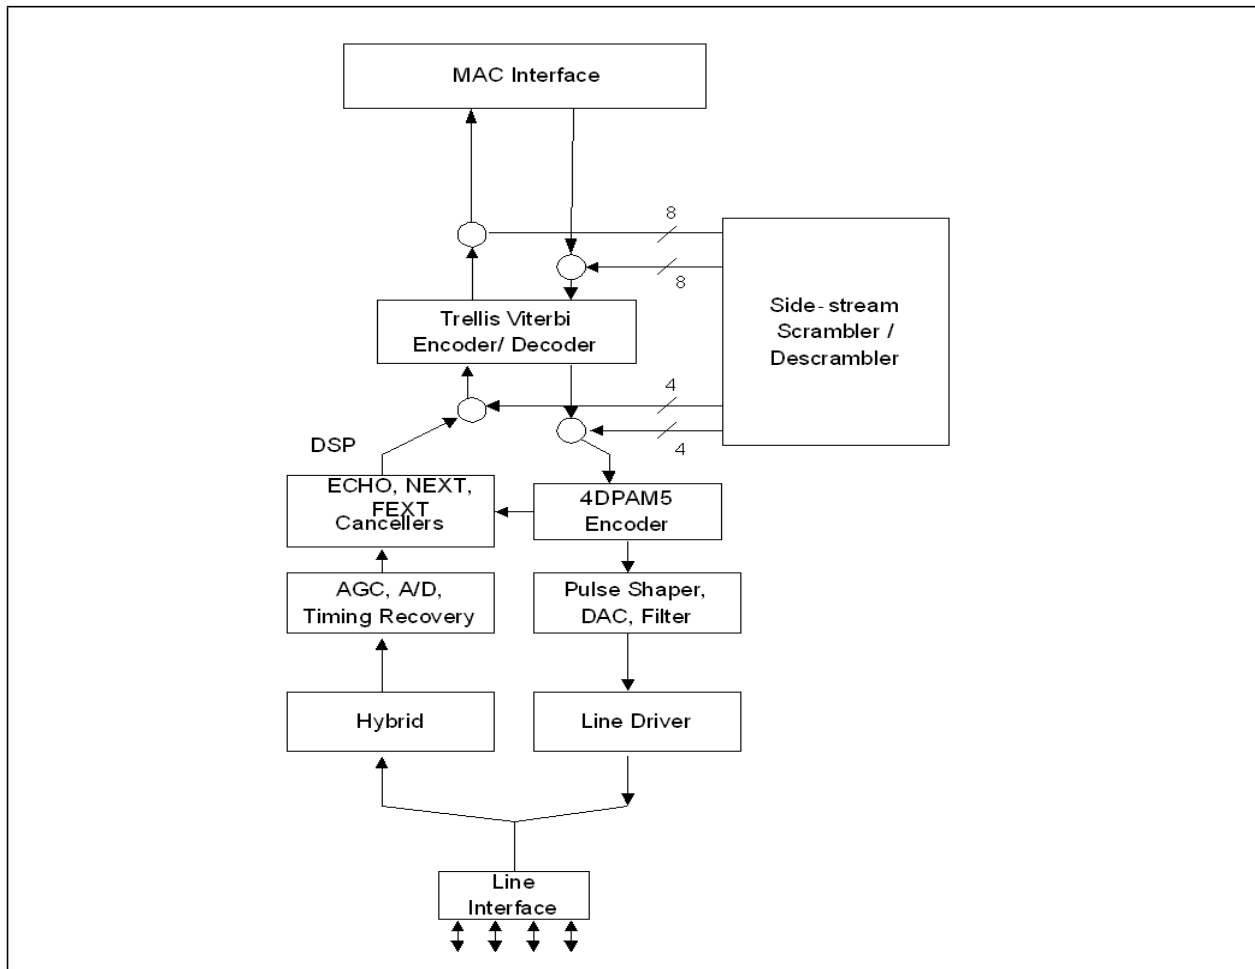 MAC Interface
8
8
Side-stream
Scrambler /
Descrambler
Trellis Viterbi
Encoder/ Decoder
4
4
DSP
ECHO, NEXT,
FEXT
Cancellers
4DPAM5
Encoder
AGC, A/D,
Timing Recovery
Pulse Shaper,
DAC, Filter
Hybrid
Line Driver
Line
Interface